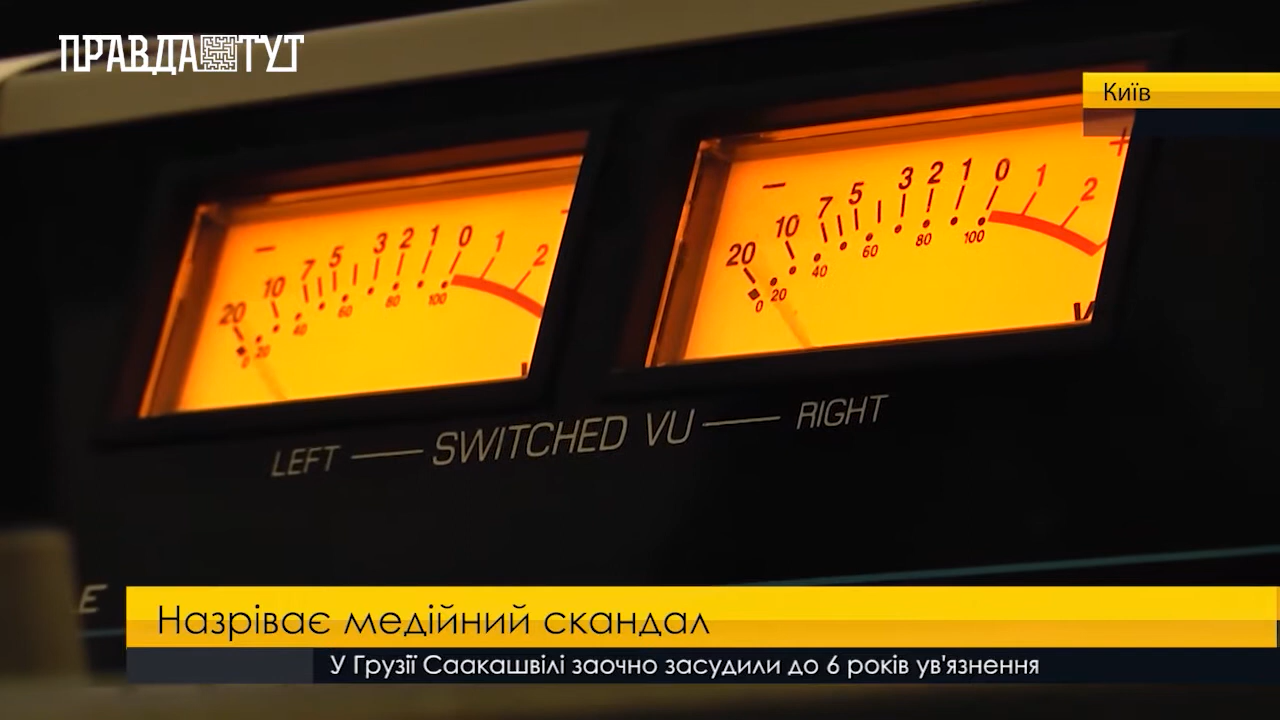 ПРАВДА ТУТ
Київ
20 10 7 5 3 2 1 0 1 2
0 20 40 60 80 100
20 10 7 5 3 2 1 0 1 2 +
0 20 40 60 80 100
LEFT — SWITCHED VU — RIGHT
E
Назріває медійний скандал
У Грузії Саакашвілі заочно засудили до 6 років ув'язнення